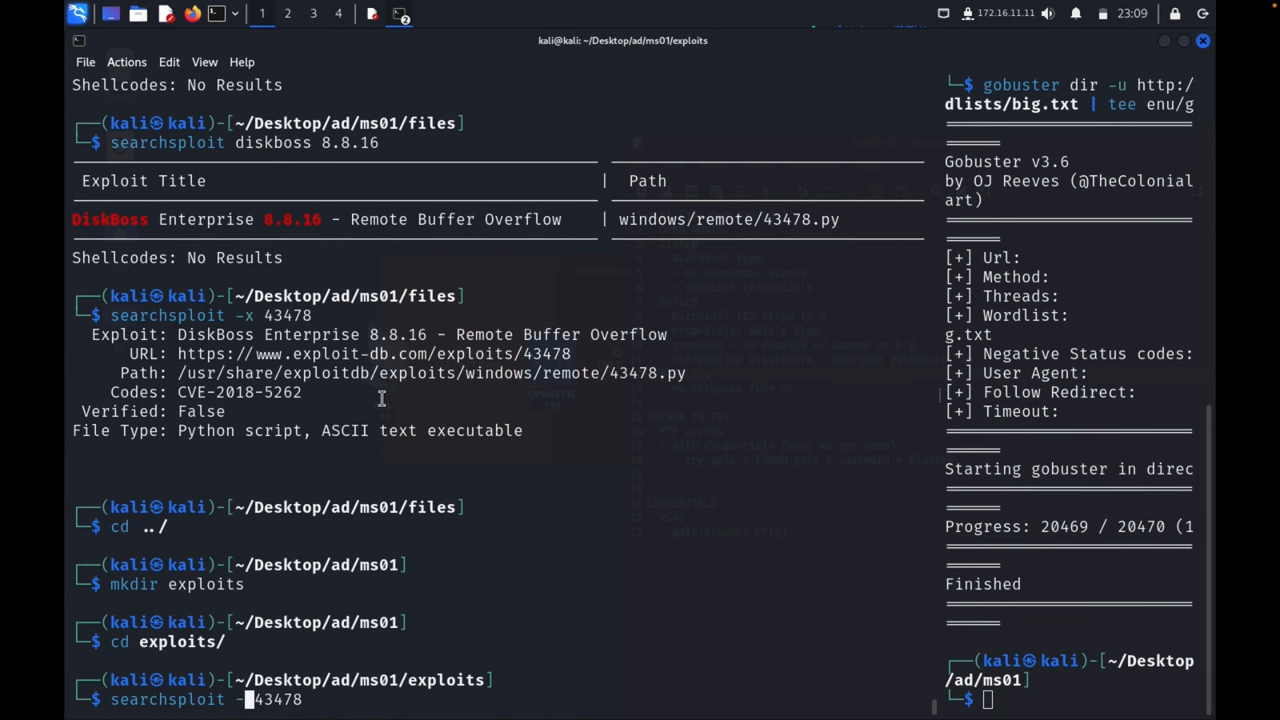 1 2 3 4
2
172.16.11.11
23:09
kali@kali: ~/Desktop/ad/ms01/exploits
File Actions Edit View Help
Shellcodes: No Results
┌──(kali㉿kali)-[~/Desktop/ad/ms01/files]
└─$ searchsploit diskboss 8.8.16
Exploit Title | Path
DiskBoss Enterprise 8.8.16 - Remote Buffer Overflow | windows/remote/43478.py
Shellcodes: No Results
┌──(kali㉿kali)-[~/Desktop/ad/ms01/files]
└─$ searchsploit -x 43478
Exploit: DiskBoss Enterprise 8.8.16 - Remote Buffer Overflow
URL: https://www.exploit-db.com/exploits/43478
Path: /usr/share/exploitdb/exploits/windows/remote/43478.py
Codes: CVE-2018-5262
Verified: False
File Type: Python script, ASCII text executable
┌──(kali㉿kali)-[~/Desktop/ad/ms01/files]
└─$ cd ../
┌──(kali㉿kali)-[~/Desktop/ad/ms01]
└─$ mkdir exploits
┌──(kali㉿kali)-[~/Desktop/ad/ms01]
└─$ cd exploits/
┌──(kali㉿kali)-[~/Desktop/ad/ms01/exploits]
└─$ searchsploit - 43478
└─$ gobuster dir -u http:/
dlists/big.txt | tee enu/g
Gobuster v3.6
by OJ Reeves (@TheColonial
art)
[+] Url:
[+] Method:
[+] Threads:
[+] Wordlist:
g.txt
[+] Negative Status codes:
[+] User Agent:
[+] Follow Redirect:
[+] Timeout:
Starting gobuster in direc
Progress: 20469 / 20470 (1
Finished
┌──(kali㉿kali)-[~/Desktop
/ad/ms01]
└─$